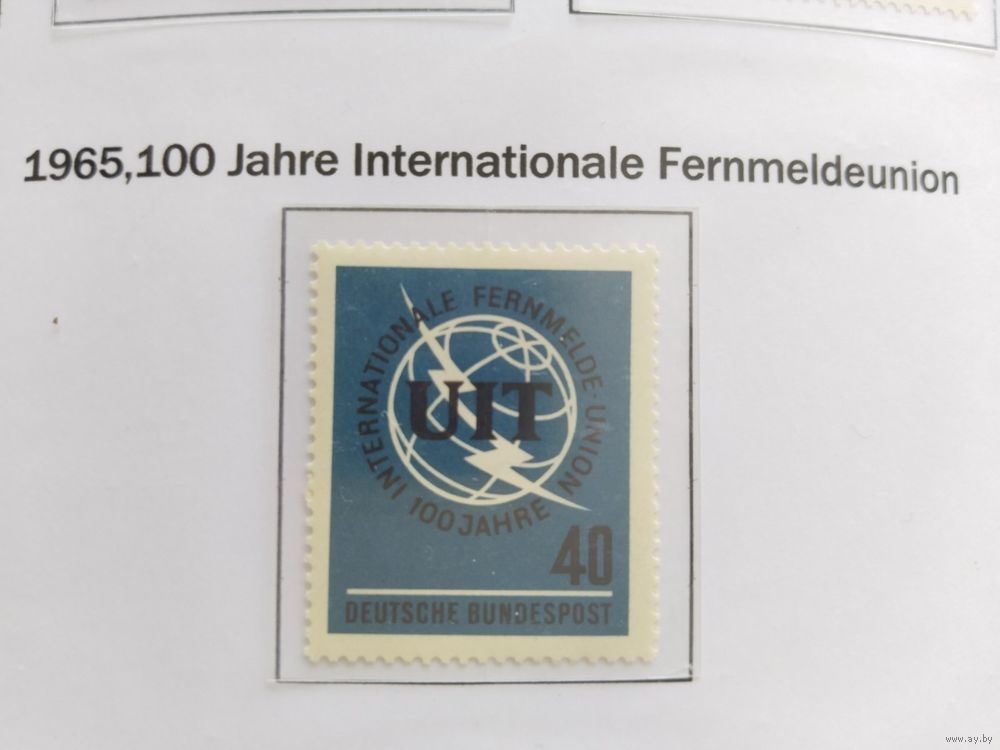 1965,100 Jahre Internationale Fernmeldeunion
INTERNATIONALE FERNMELDE-UNION
100 JAHRE
UIT
40
DEUTSCHE BUNDESPOST
www.ay.by